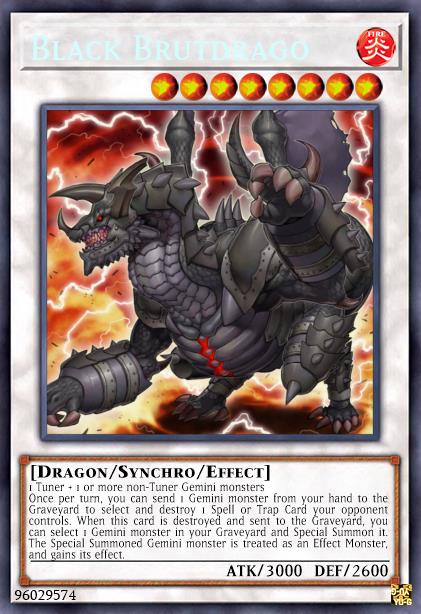 Black Brutdrago
FIRE
炎
[Dragon/Synchro/Effect]
1 Tuner + 1 or more non-Tuner Gemini monsters
Once per turn, you can send 1 Gemini monster from your hand to the
Graveyard to select and destroy 1 Spell or Trap Card your opponent
controls. When this card is destroyed and sent to the Graveyard, you
can select 1 Gemini monster in your Graveyard and Special Summon it.
The Special Summoned Gemini monster is treated as an Effect Monster,
and gains its effect.
ATK/3000 DEF/2600
96029574